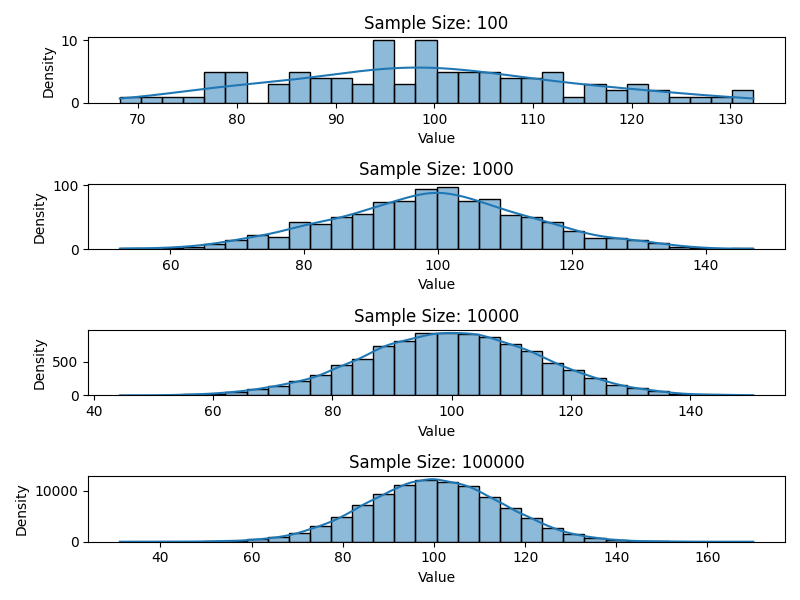 Sample Size: 100
Density
10
0
70 80 90 100 110 120 130
Value
Sample Size: 1000
Density
100
0
60 80 100 120 140
Value
Sample Size: 10000
Density
500
0
40 60 80 100 120 140
Value
Sample Size: 100000
Density
10000
0
40 60 80 100 120 140 160
Value